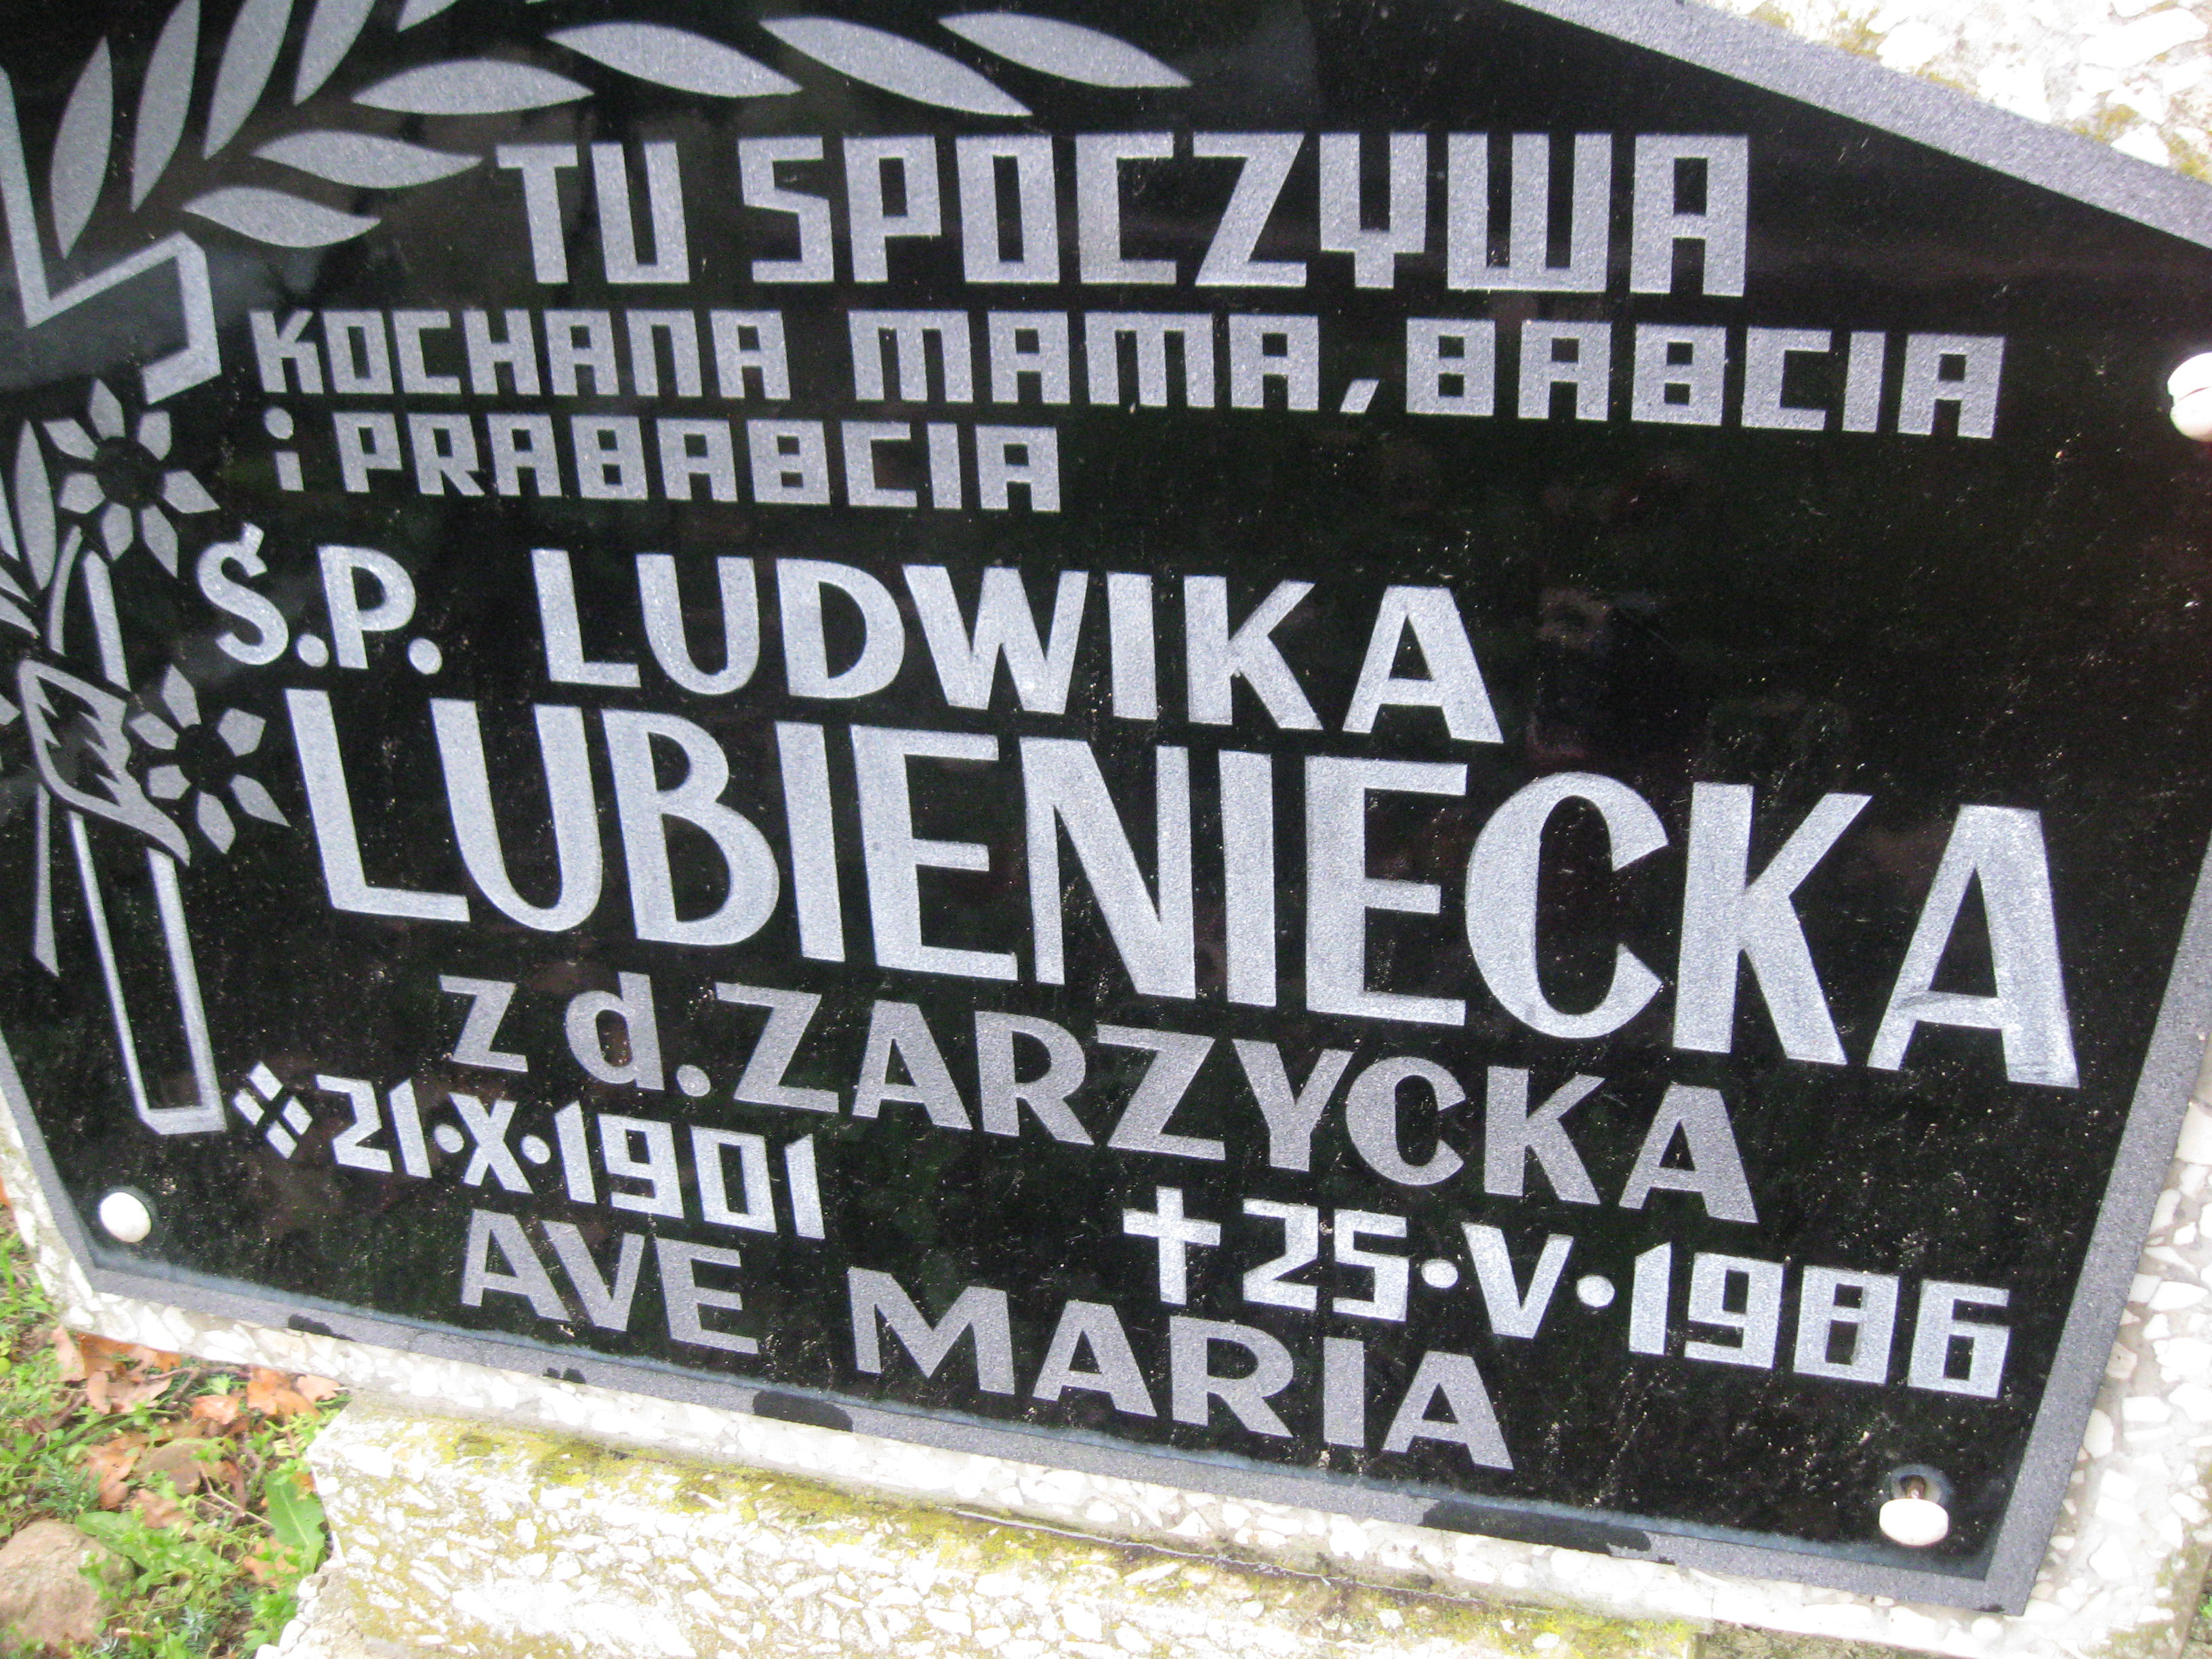 TU SPOCZYWA
KOCHANA MAMA, BABCIA
i PRABABCIA
Ś.P. LUDWIKA
LUBIENIECKA
z d. ZARZYCKA
21·X·1901
✝25·V·1986
AVE MARIA